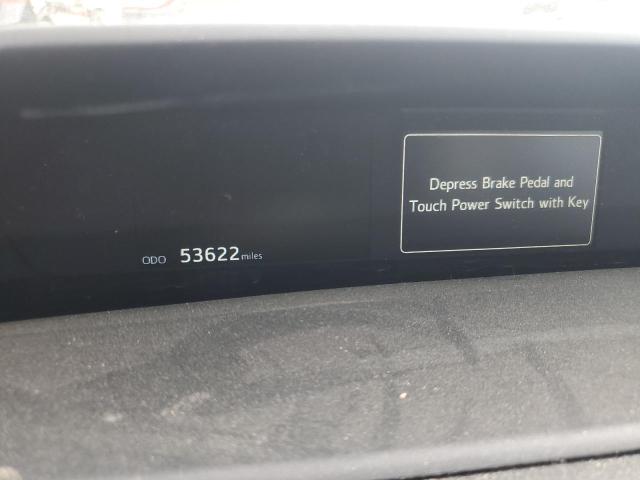 Depress Brake Pedal and
Touch Power Switch with Key
ODO 53622 miles